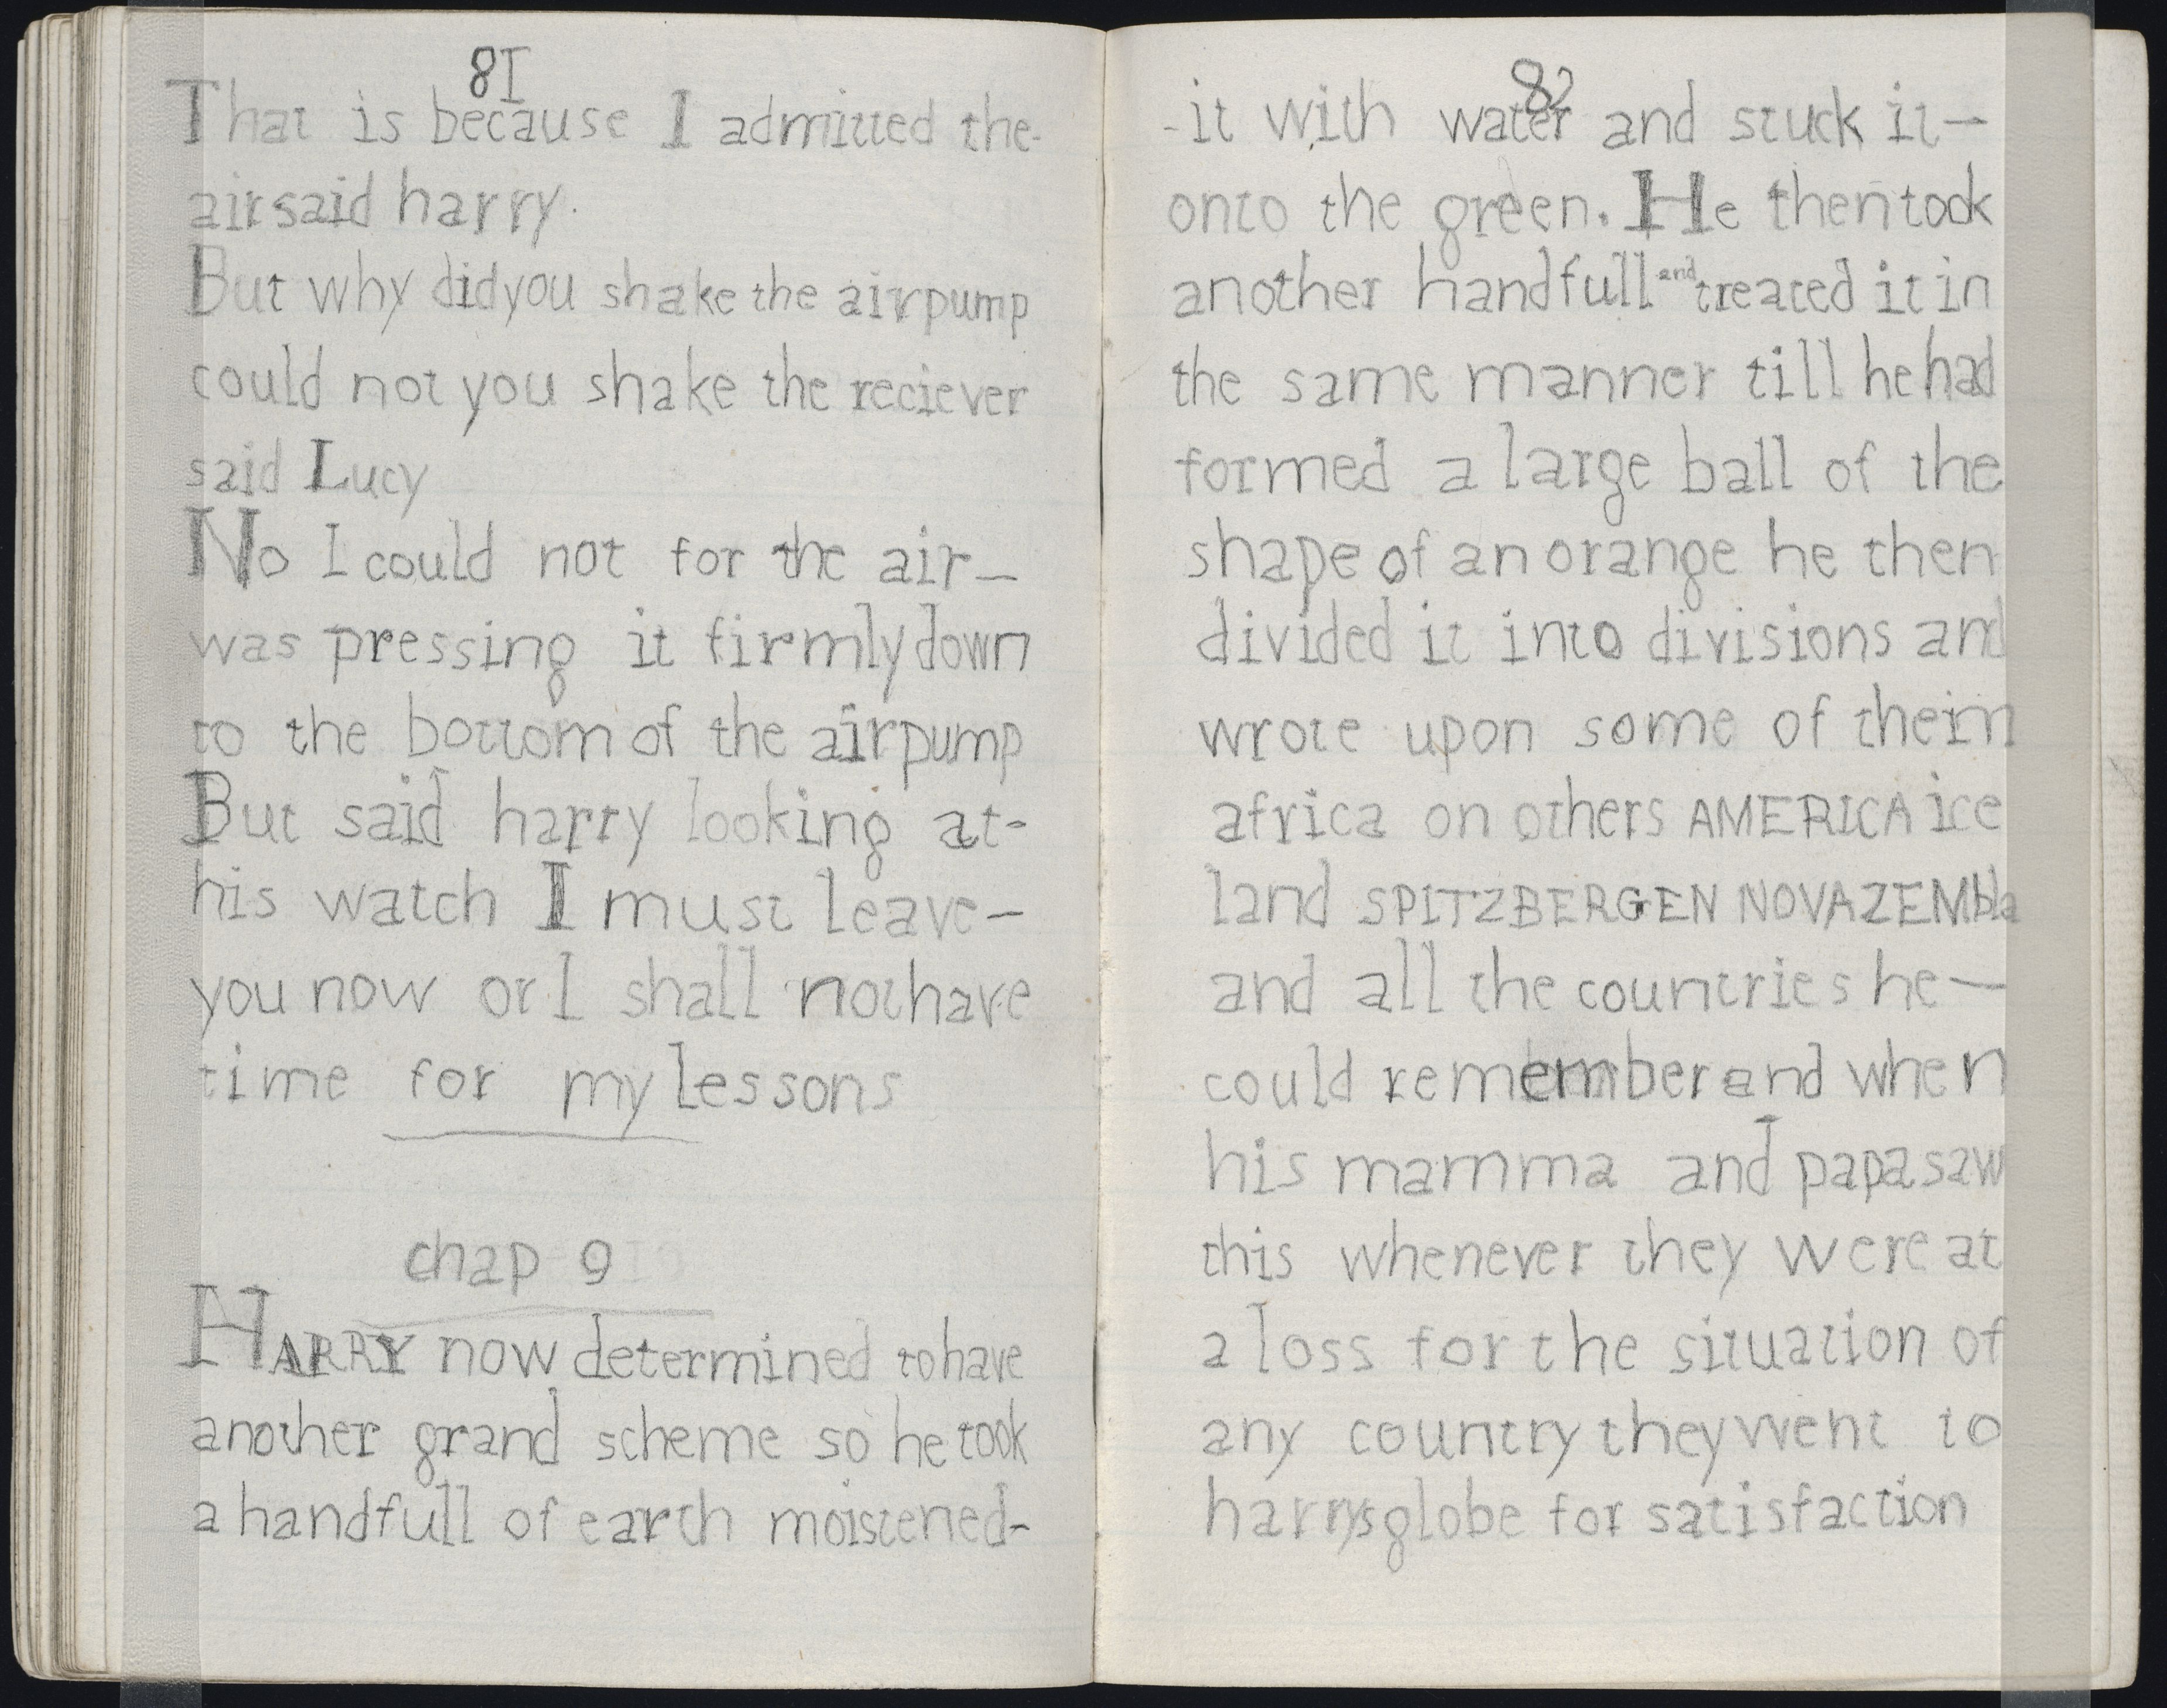 81
That is because I admitted the-
air said harry.
But why did you shake the airpump
could not you shake the reciever
said Lucy
No I could not for the air—
was pressing it firmly down
to the bottom of the airpump
But said harry looking at-
his watch I must leave—
you now or I shall not have
time for my lessons
chap 9
HARRY now determined to have
another grand scheme so he took
a handfull of earth moistened-
82
-it with water and stuck it—
onto the green. He then took
another handfull and treated it in
the same manner till he had
formed a large ball of the
shape of an orange he then
divided it into divisions and
wrote upon some of them
africa on others AMERICA ice
land SPITZBERGEN NOVAZEMbla
and all the countries he—
could remember and when
his mamma and papa saw
this whenever they were at
a loss for the situation of
any country they went to
harrys globe for satisfaction